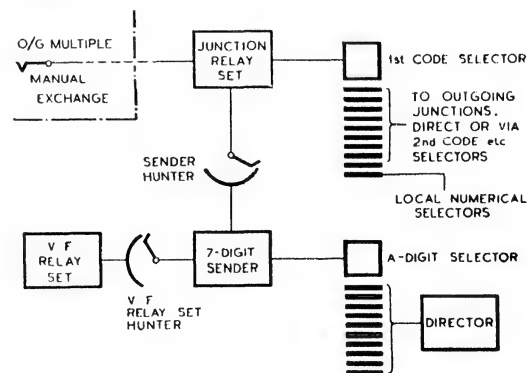 O/G MULTIPLE
MANUAL
EXCHANGE
JUNCTION
RELAY
SET
1st CODE SELECTOR
TO OUTGOING
JUNCTIONS.
DIRECT OR VIA
2nd CODE etc
SELECTORS
LOCAL NUMERICAL
SELECTORS
SENDER
HUNTER
V F
RELAY
SET
V F
RELAY SET
HUNTER
7-DIGIT
SENDER
A-DIGIT SELECTOR
DIRECTOR